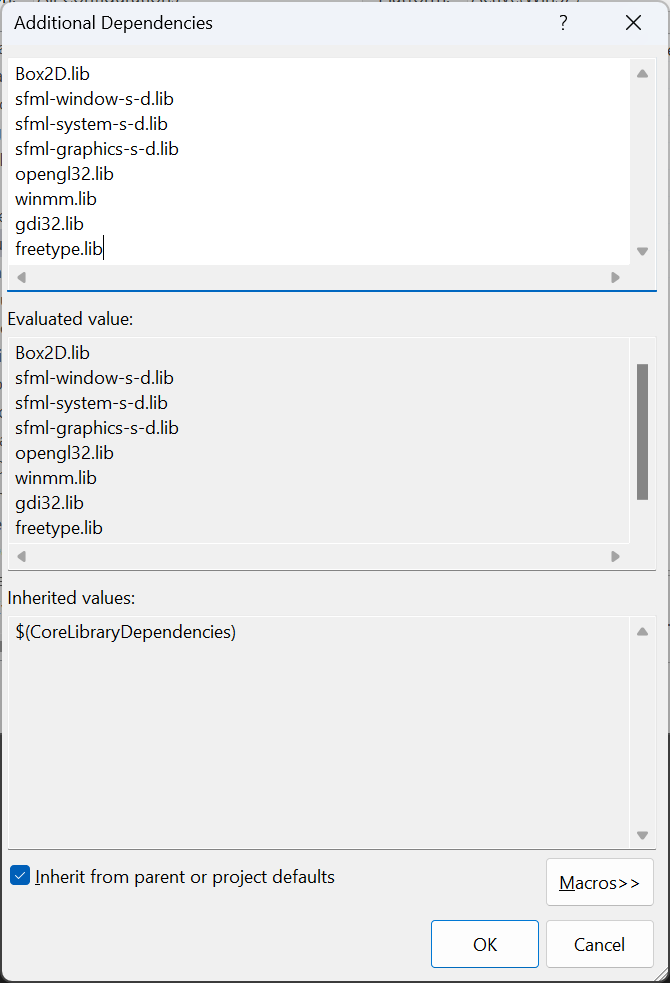 Additional Dependencies ?
Box2D.lib
sfml-window-s-d.lib
sfml-system-s-d.lib
sfml-graphics-s-d.lib
opengl32.lib
winmm.lib
gdi32.lib
freetype.lib
Evaluated value:
Box2D.lib
sfml-window-s-d.lib
sfml-system-s-d.lib
sfml-graphics-s-d.lib
opengl32.lib
winmm.lib
gdi32.lib
freetype.lib
Inherited values:
$(CoreLibraryDependencies)
Inherit from parent or project defaults
Macros>>
OK
Cancel